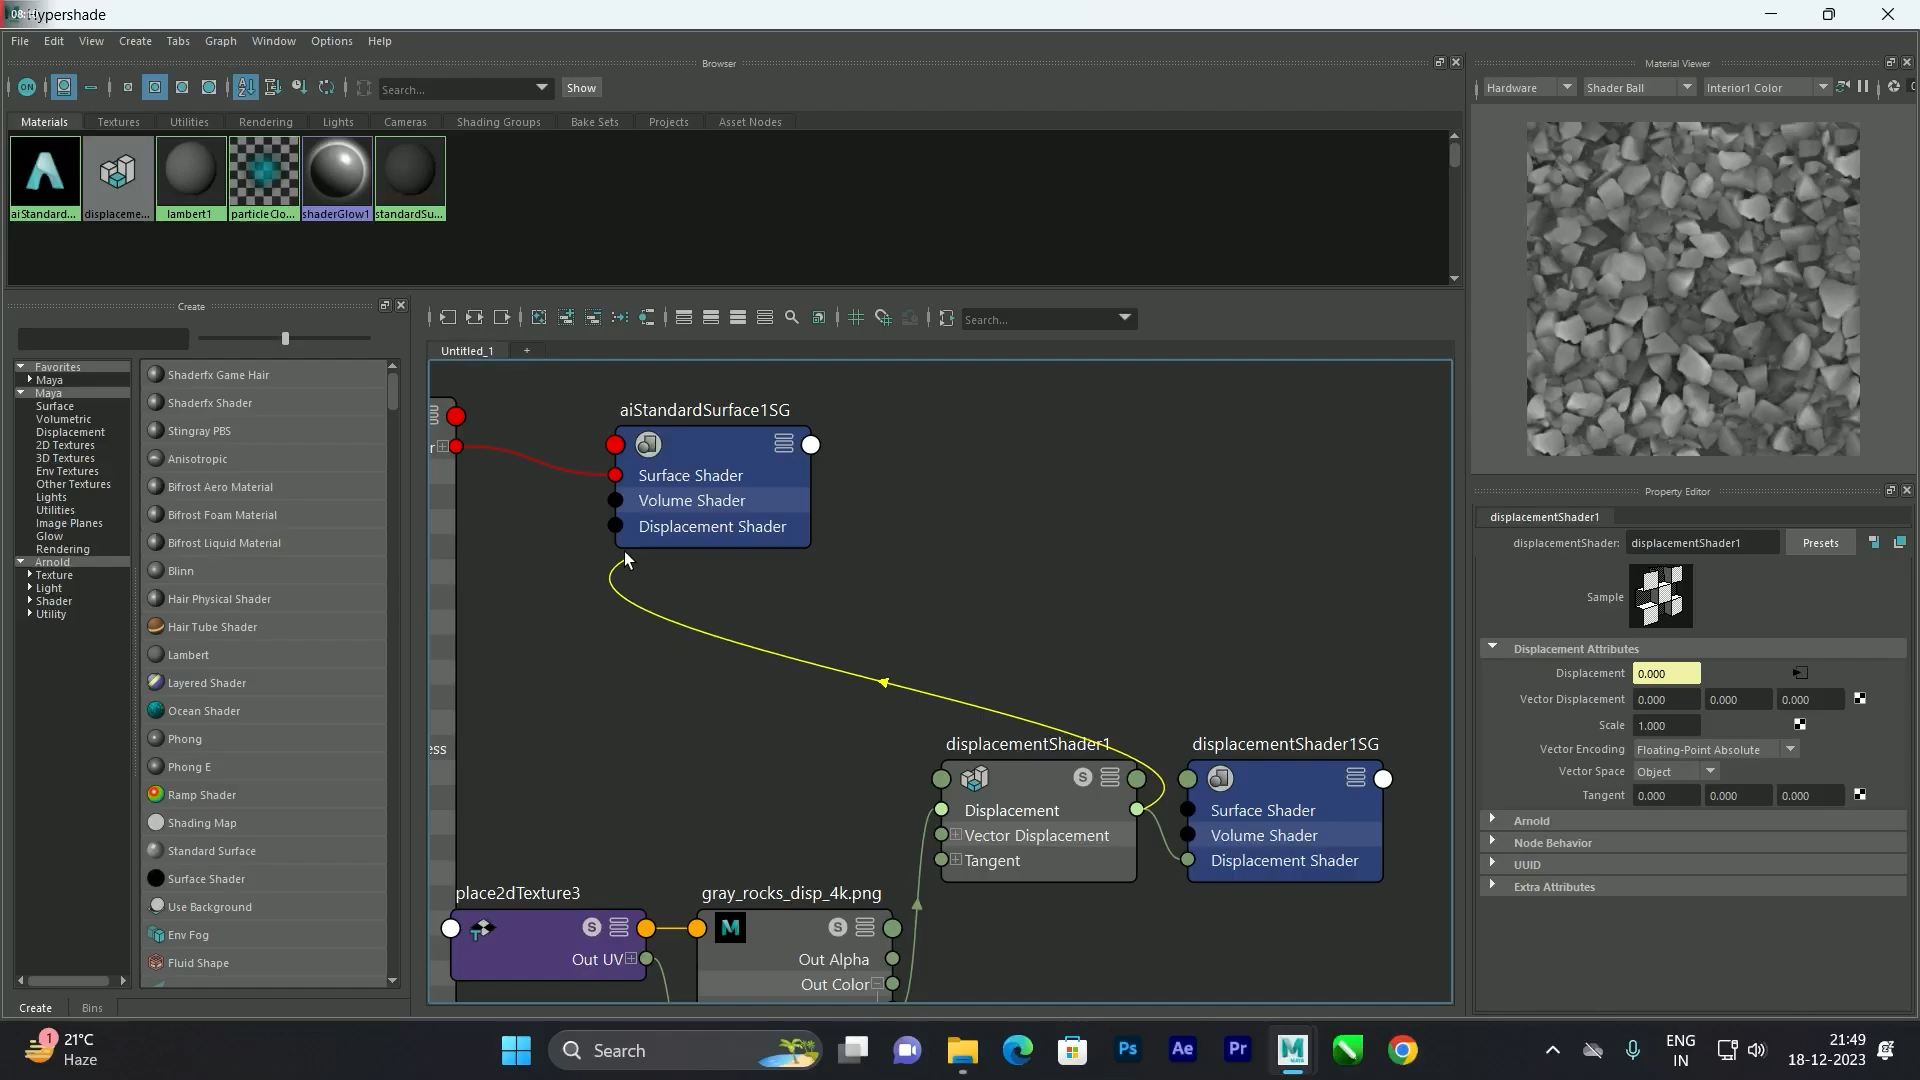 Hypershade
File Edit View Create Tabs Graph Window Options Help
Browser
ON
Search...
Show
Materials Textures Utilities Rendering Lights Cameras Shading Groups Bake Sets Projects Asset Nodes
aiStandard... displaceme... lambert1 particleClo... shaderGlow1 standardSu...
Create
Favorites
Maya
Maya
Surface
Volumetric
Displacement
2D Textures
3D Textures
Env Textures
Other Textures
Lights
Utilities
Image Planes
Glow
Rendering
Arnold
Texture
Light
Shader
Utility
Shaderfx Game Hair
Shaderfx Shader
Stingray PBS
Anisotropic
Bifrost Aero Material
Bifrost Foam Material
Bifrost Liquid Material
Blinn
Hair Physical Shader
Hair Tube Shader
Lambert
Layered Shader
Ocean Shader
Phong
Phong E
Ramp Shader
Shading Map
Standard Surface
Surface Shader
Use Background
Env Fog
Fluid Shape
Create Bins
Search...
Untitled_1 +
aiStandardSurface1SG
Surface Shader
Volume Shader
Displacement Shader
r
ess
displacementShader1
S
Displacement
Vector Displacement
Tangent
displacementShader1SG
Surface Shader
Volume Shader
Displacement Shader
place2dTexture3
S
Out UV
gray_rocks_disp_4k.png
M S
Out Alpha
Out Color
Material Viewer
Hardware Shader Ball Interior1 Color
Property Editor
displacementShader1
displacementShader: displacementShader1 Presets
Sample
Displacement Attributes
Displacement 0.000
Vector Displacement 0.000 0.000 0.000
Scale 1.000
Vector Encoding Floating-Point Absolute
Vector Space Object
Tangent 0.000 0.000 0.000
Arnold
Node Behavior
UUID
Extra Attributes
1
21°C
Haze
Search
Ps Ae Pr M
ENG
IN
21:49
18-12-2023